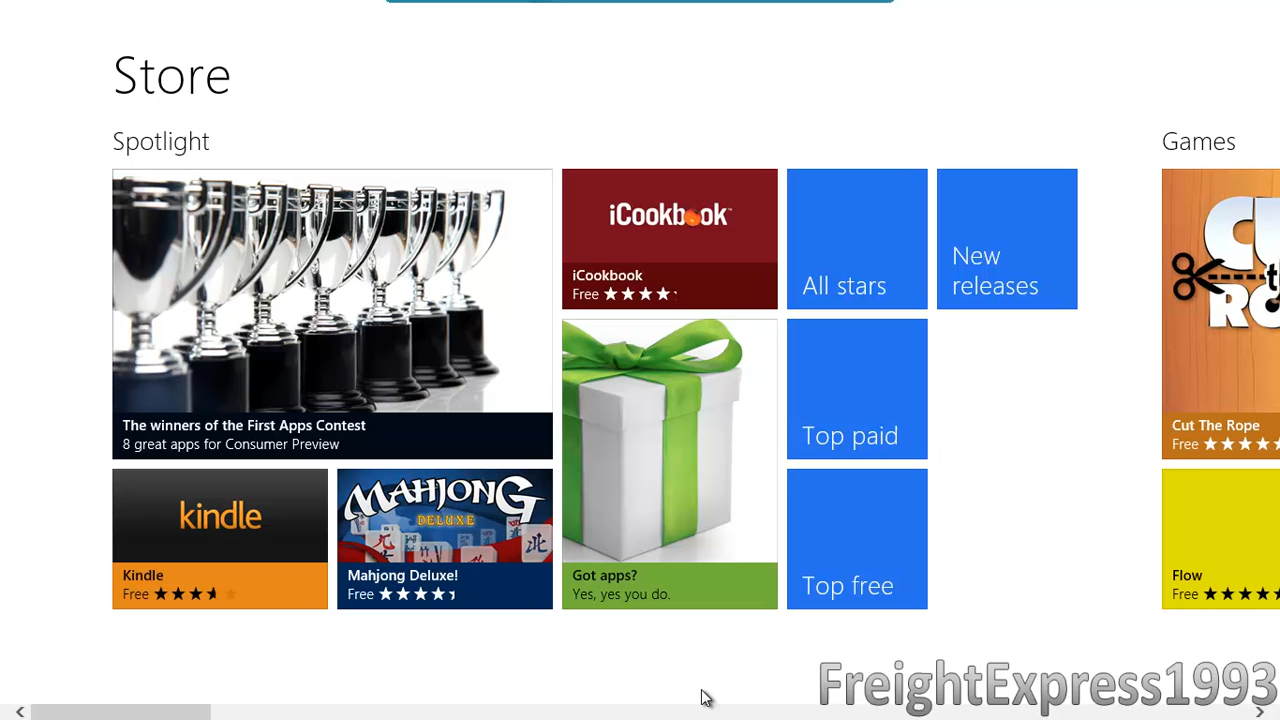 Store
Spotlight
Games
iCookbook™
iCookbook
Free
All stars
New
releases
The winners of the First Apps Contest
8 great apps for Consumer Preview
Top paid
Cut The Rope
Free
kindle
Kindle
Free
MAHJONG
DELUXE
北
Mahjong Deluxe!
Free
Got apps?
Yes, yes you do.
Top free
Flow
Free
FreightExpress1993